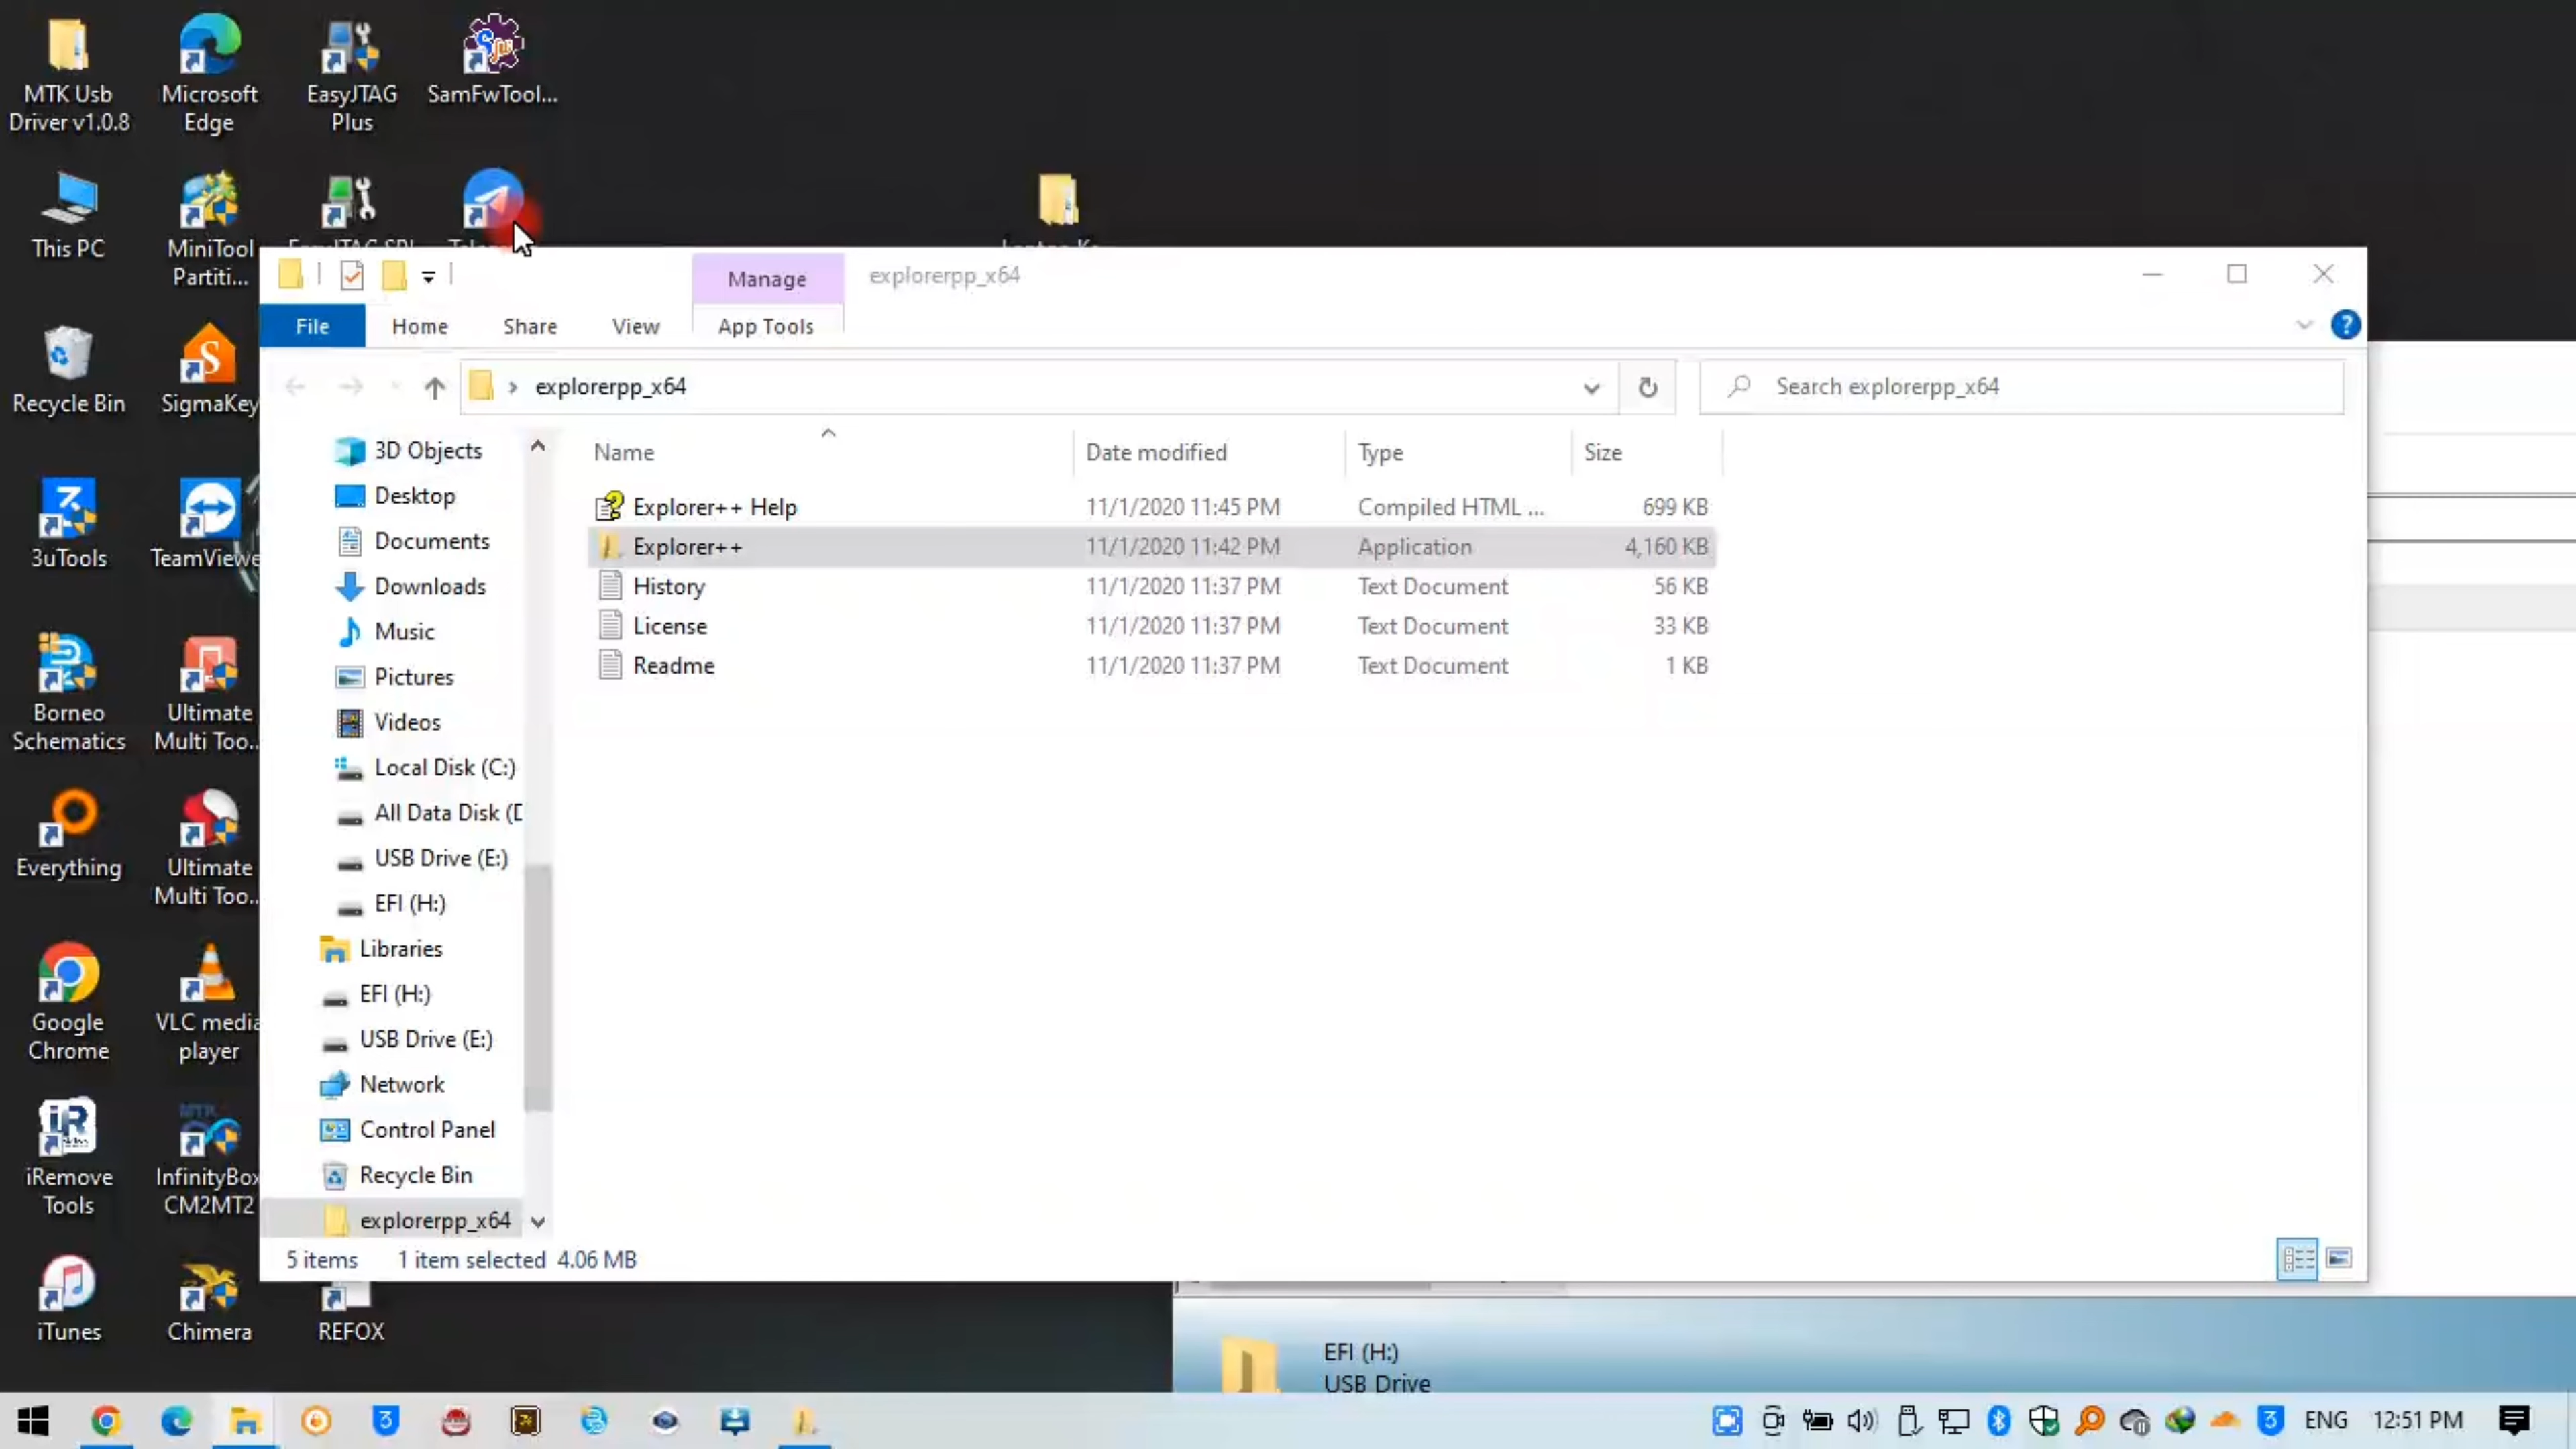 MTK Usb
Driver v1.0.8
Microsoft
Edge
EasyJTAG
Plus
SamFwTool...
This PC
MiniTool
Partiti...
Recycle Bin
SigmaKey
3uTools
TeamViewe
Borneo
Schematics
Ultimate
Multi Too..
Everything
Ultimate
Multi Too..
Google
Chrome
VLC media
player
iRemove
Tools
InfinityBox
CM2MT2
iTunes
Chimera
REFOX
Manage
explorerpp_x64
File
Home
Share
View
App Tools
explorerpp_x64
Search explorerpp_x64
3D Objects
Desktop
Documents
Downloads
Music
Pictures
Videos
Local Disk (C:)
All Data Disk (D
USB Drive (E:)
EFI (H:)
Libraries
EFI (H:)
USB Drive (E:)
Network
Control Panel
Recycle Bin
explorerpp_x64
Name Date modified Type Size
Explorer++ Help 11/1/2020 11:45 PM Compiled HTML ... 699 KB
Explorer++ 11/1/2020 11:42 PM Application 4,160 KB
History 11/1/2020 11:37 PM Text Document 56 KB
License 11/1/2020 11:37 PM Text Document 33 KB
Readme 11/1/2020 11:37 PM Text Document 1 KB
5 items 1 item selected 4.06 MB
EFI (H:)
USB Drive
ENG 12:51 PM